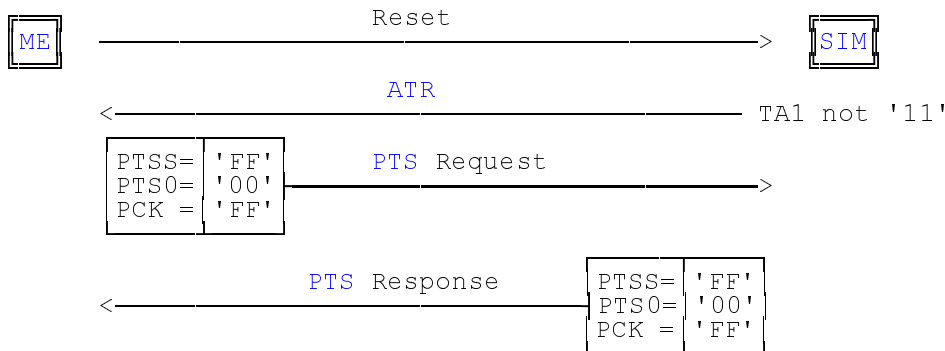 Reset
ME
SIM
ATR
TA1 not '11'
PTSS= 'FF'
PTS0= '00'
PCK = 'FF'
PTS Request
PTS Response
PTSS= 'FF'
PTS0= '00'
PCK = 'FF'